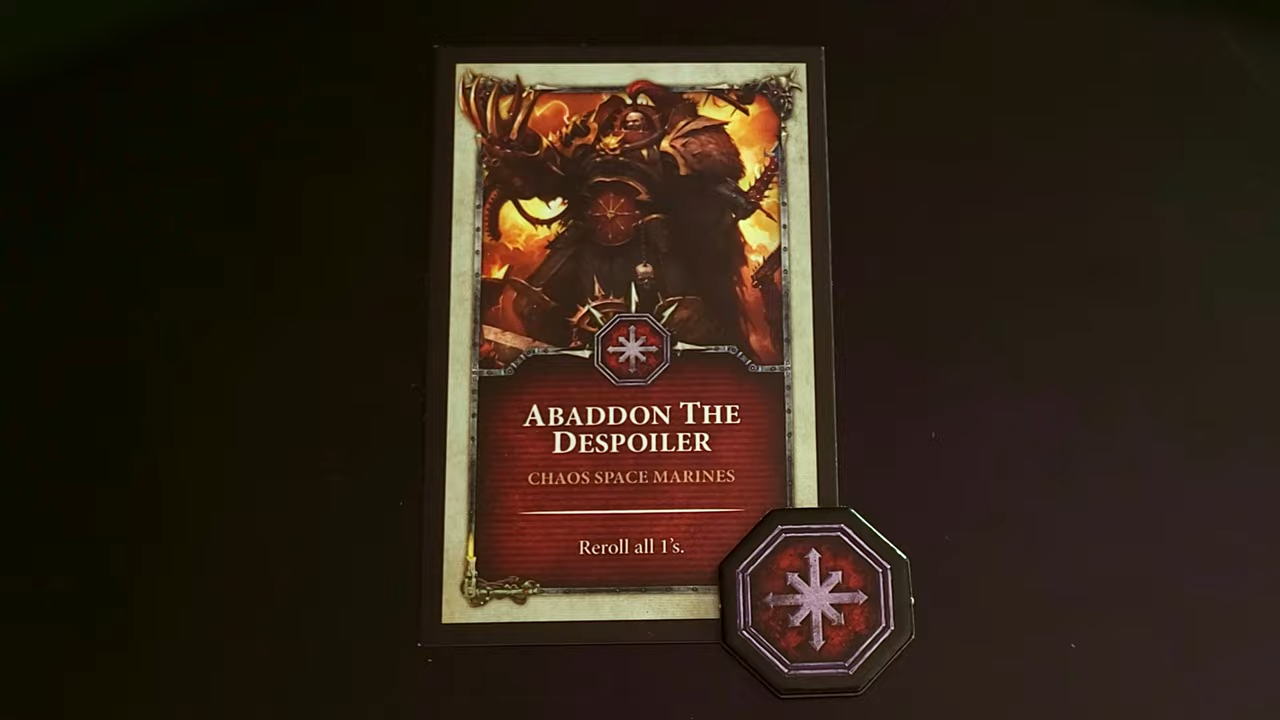 ABADDON THE
DESPOILER
CHAOS SPACE MARINES
Reroll all 1's.